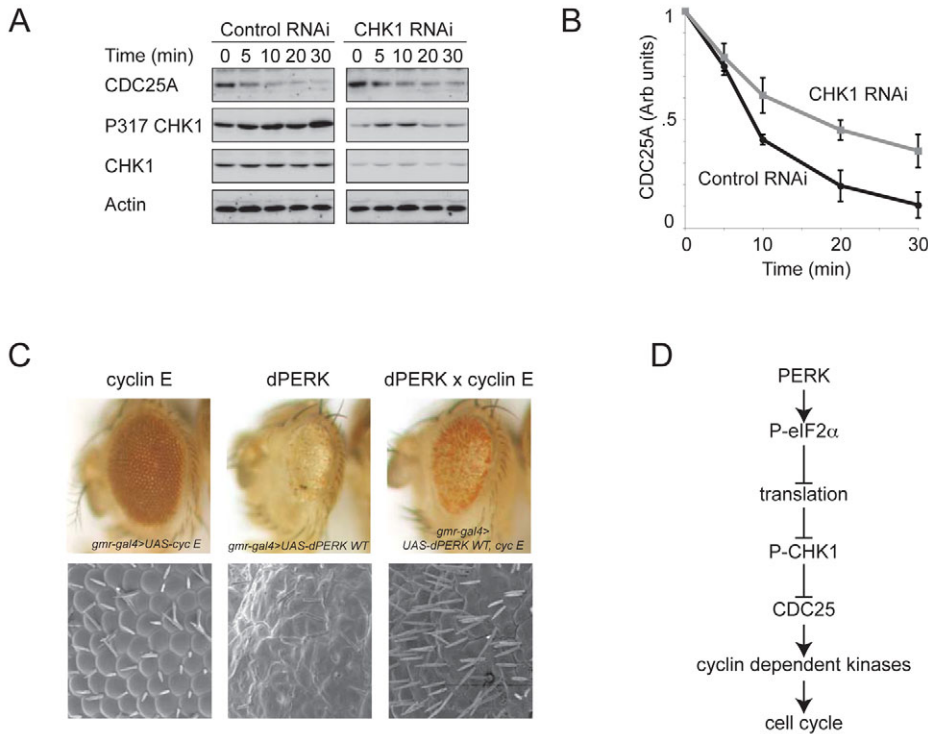 A
Control RNAi CHK1 RNAi
Time (min) 0 5 10 20 30 0 5 10 20 30
CDC25A
P317 CHK1
CHK1
Actin
B
CDC25A (Arb units)
1
.5
0
CHK1 RNAi
Control RNAi
0 10 20 30
Time (min)
C
cyclin E dPERK dPERK x cyclin E
gmr-gal4>UAS-cyc E
gmr-gal4>UAS-dPERK WT
gmr-gal4>
UAS-dPERK WT, cyc E
D
PERK
P-eIF2α
translation
P-CHK1
CDC25
cyclin dependent kinases
cell cycle